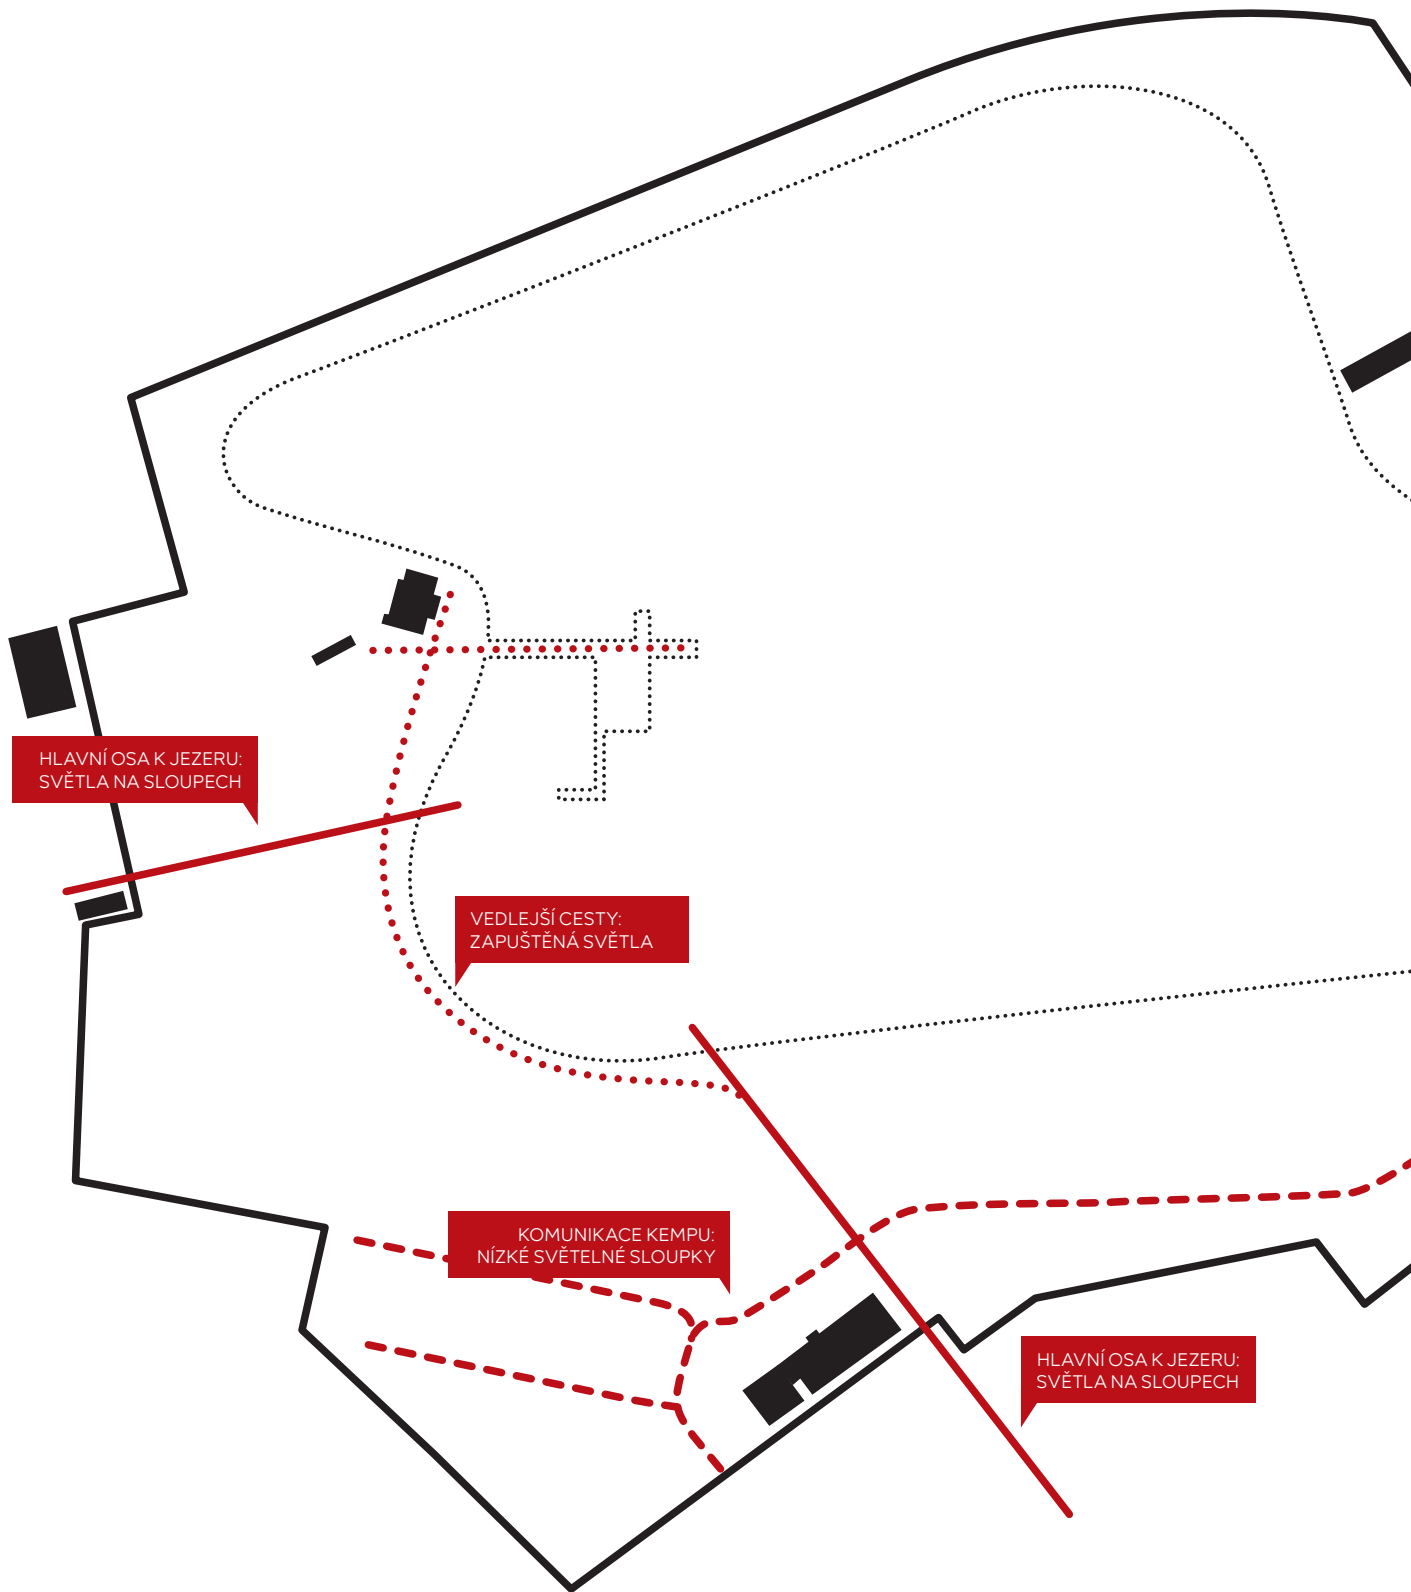 HLAVNÍ OSA K JEZERU:
SVĚTLA NA SLOUPECH
VEDLEJŠÍ CESTY:
ZAPUŠTĚNÁ SVĚTLA
KOMUNIKACE KEMPU:
NÍZKÉ SVĚTELNÉ SLOUPKY
HLAVNÍ OSA K JEZERU:
SVĚTLA NA SLOUPECH